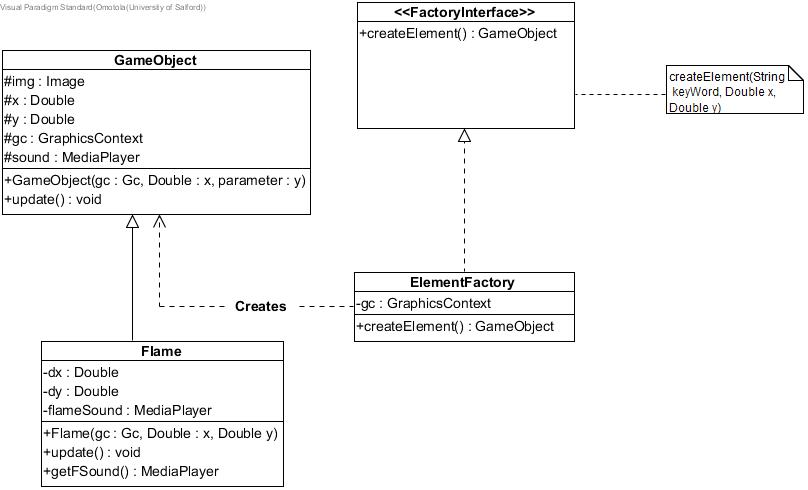 Visual Paradigm Standard(Omotola(University of Salford))
GameObject
#img : Image
#x : Double
#y : Double
#gc : GraphicsContext
#sound : MediaPlayer
+GameObject(gc : Gc, Double : x, parameter : y)
+update() : void
<<FactoryInterface>>
+createElement() : GameObject
createElement(String
keyWord, Double x,
Double y)
Creates
ElementFactory
-gc : GraphicsContext
+createElement() : GameObject
Flame
-dx : Double
-dy : Double
-flameSound : MediaPlayer
+Flame(gc : Gc, Double : x, Double y)
+update() : void
+getFSound() : MediaPlayer